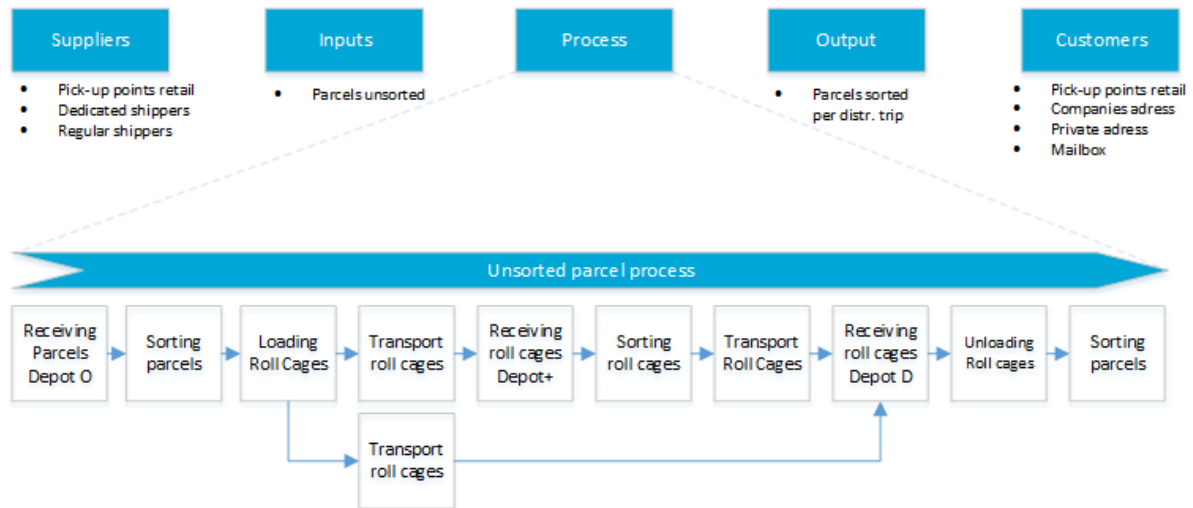 Suppliers
Inputs
Process
Output
Customers
• Pick-up points retail
• Dedicated shippers
• Regular shippers
• Parcels unsorted
• Parcels sorted
per distr. trip
• Pick-up points retail
• Companies adress
• Private adress
• Mailbox
Unsorted parcel process
Receiving
Parcels
Depot O
Sorting
parcels
Loading
Roll Cages
Transport
roll cages
Receiving
roll cages
Depot+
Sorting
roll cages
Transport
Roll Cages
Receiving
roll cages
Depot D
Unloading
Roll cages
Sorting
parcels
Transport
roll cages